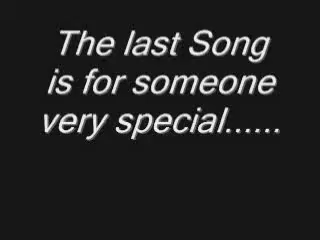 The last Song
is for someone
very special......